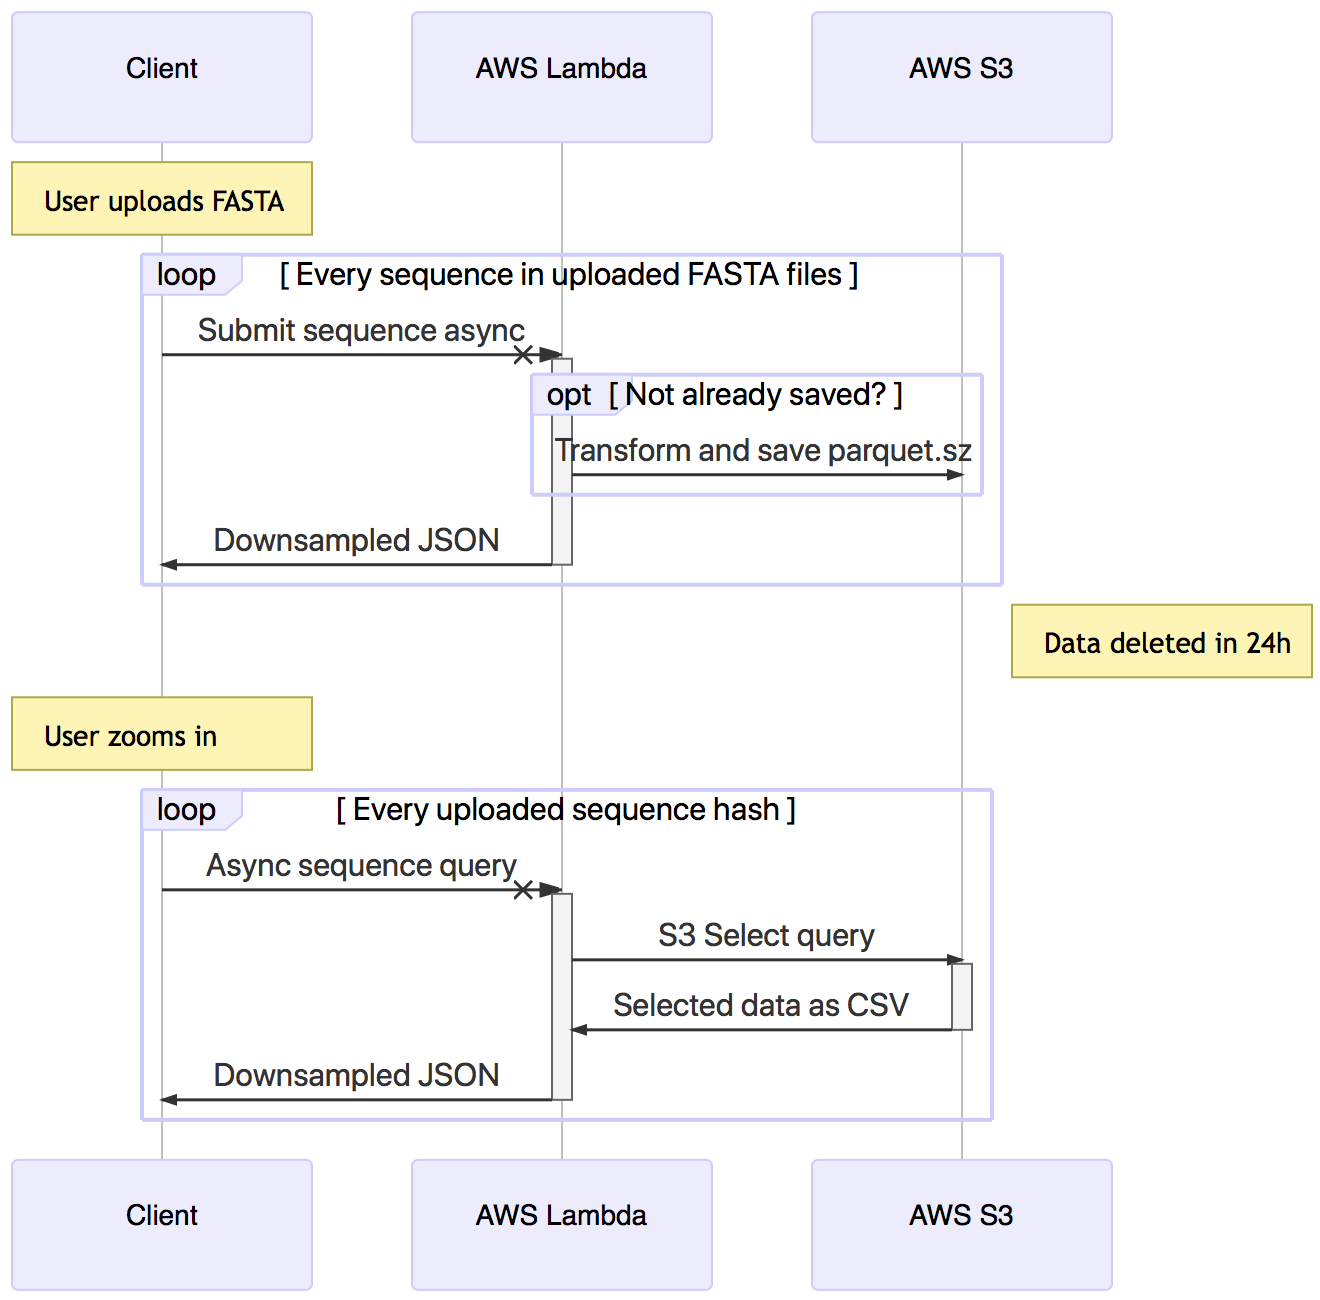 Client
AWS Lambda
AWS S3
User uploads FASTA
loop
[ Every sequence in uploaded FASTA files ]
Submit sequence async
opt
[ Not already saved? ]
Transform and save parquet.sz
Downsampled JSON
Data deleted in 24h
User zooms in
loop
[ Every uploaded sequence hash ]
Async sequence query
S3 Select query
Selected data as CSV
Downsampled JSON
Client
AWS Lambda
AWS S3